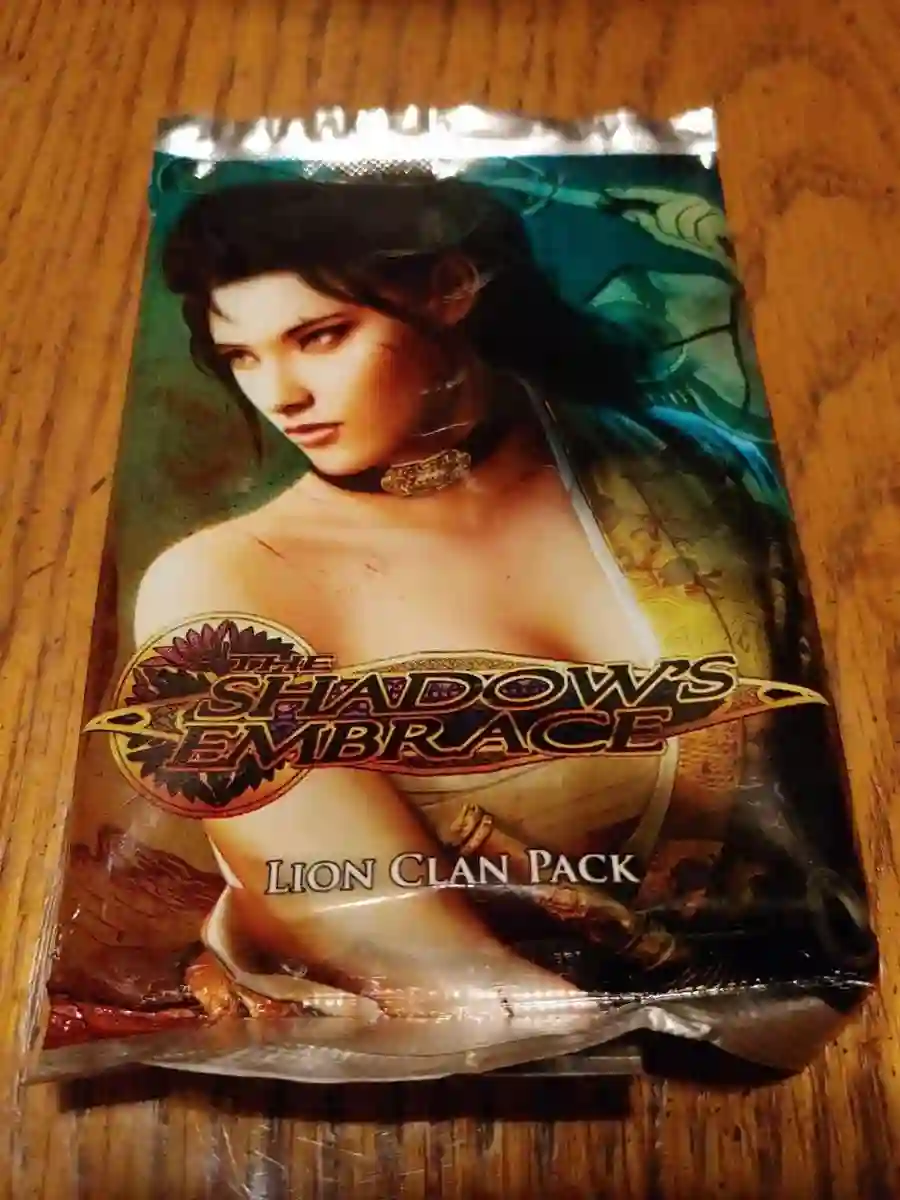 THE
SHADOW'S
EMBRACE
LION CLAN PACK